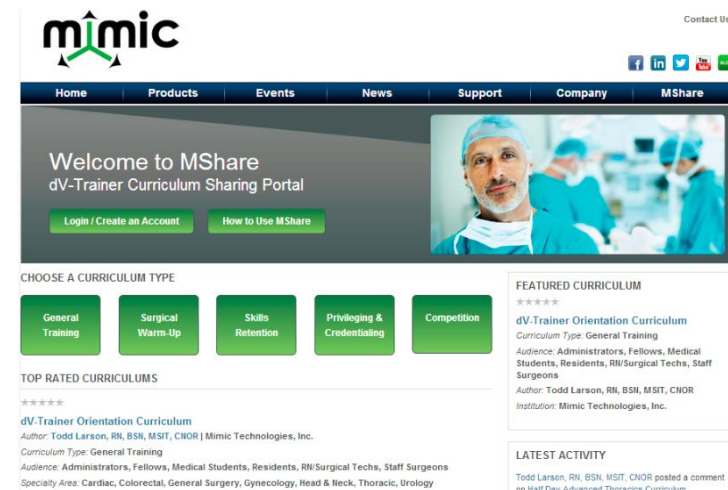 mimic
Contact Us
Home Products Events News Support Company MShare
Welcome to MShare
dV-Trainer Curriculum Sharing Portal
Login / Create an Account How to Use MShare
CHOOSE A CURRICULUM TYPE
General
Training
Surgical
Warm-Up
Skills
Retention
Privileging &
Credentialing
Competition
TOP RATED CURRICULUMS
dV-Trainer Orientation Curriculum
Author: Todd Larson, RN, BSN, MSIT, CNOR | Mimic Technologies, Inc.
Curriculum Type: General Training
Audience: Administrators, Fellows, Medical Students, Residents, RN/Surgical Techs, Staff Surgeons
Specialty Area: Cardiac, Colorectal, General Surgery, Gynecology, Head & Neck, Thoracic, Urology
FEATURED CURRICULUM
dV-Trainer Orientation Curriculum
Curriculum Type: General Training
Audience: Administrators, Fellows, Medical
Students, Residents, RN/Surgical Techs, Staff
Surgeons
Author: Todd Larson, RN, BSN, MSIT, CNOR
Institution: Mimic Technologies, Inc.
LATEST ACTIVITY
Todd Larson, RN, BSN, MSIT, CNOR posted a comment
on Half Day Advanced Thoracics Curriculum